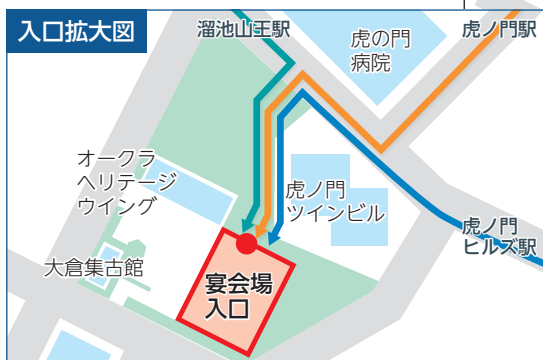 入口拡大図
溜池山王駅
虎の門
病院
虎ノ門駅
オークラ
ヘリテージ
ウイング
虎ノ門
ツインビル
虎ノ門
ヒルズ駅
大倉集古館
宴会場
入口